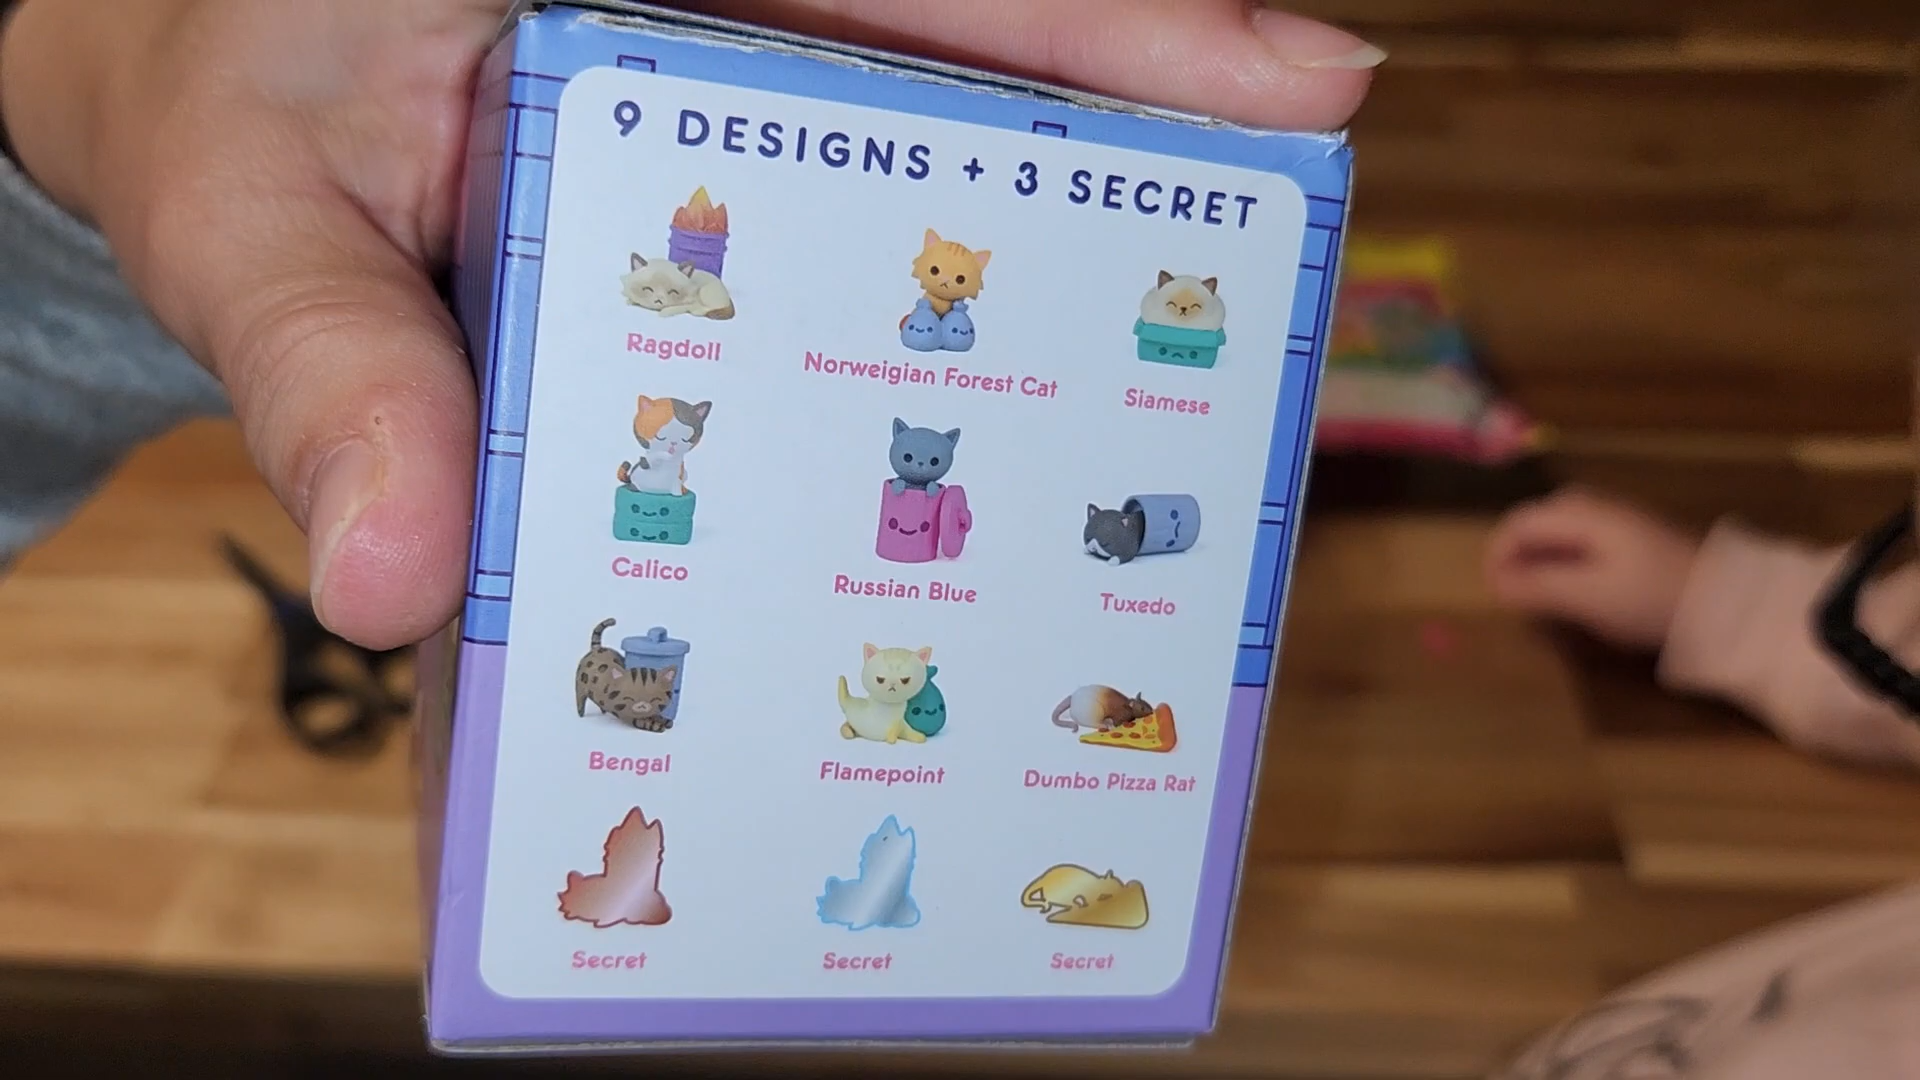 9 DESIGNS + 3 SECRET
Ragdoll
Norweigian Forest Cat
Siamese
Calico
Russian Blue
Tuxedo
Bengal
Flamepoint
Dumbo Pizza Rat
Secret
Secret
Secret